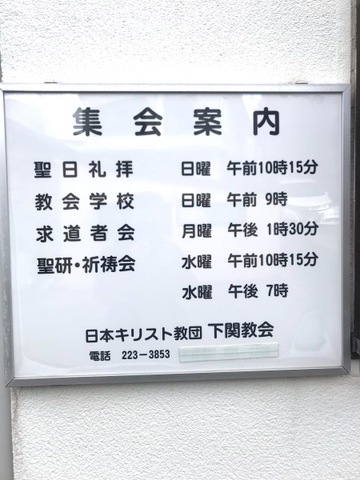 集会案内
聖日礼拝 日曜 午前10時15分
教会学校 日曜 午前 9時
求道者会 月曜 午後 1時30分
聖研・祈祷会 水曜 午前10時15分
水曜 午後 7時
日本キリスト教団 下関教会
電話 223-3853